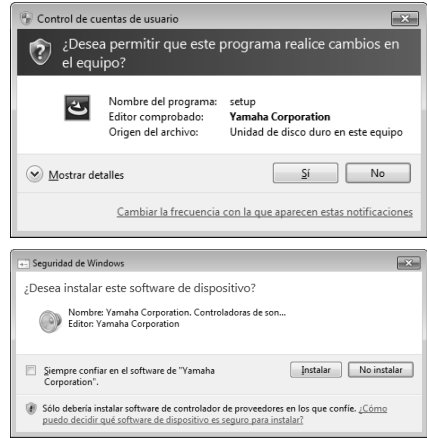 Control de cuentas de usuario
¿Desea permitir que este programa realice cambios en
el equipo?
Nombre del programa: setup
Editor comprobado: Yamaha Corporation
Origen del archivo: Unidad de disco duro en este equipo
Mostrar detalles
Sí
No
Cambiar la frecuencia con la que aparecen estas notificaciones
Seguridad de Windows
¿Desea instalar este software de dispositivo?
Nombre: Yamaha Corporation. Controladoras de son...
Editor: Yamaha Corporation
Siempre confiar en el software de "Yamaha
Corporation".
Instalar
No instalar
Sólo debería instalar software de controlador de proveedores en los que confíe. ¿Cómo
puedo decidir qué software de dispositivo es seguro para instalar?